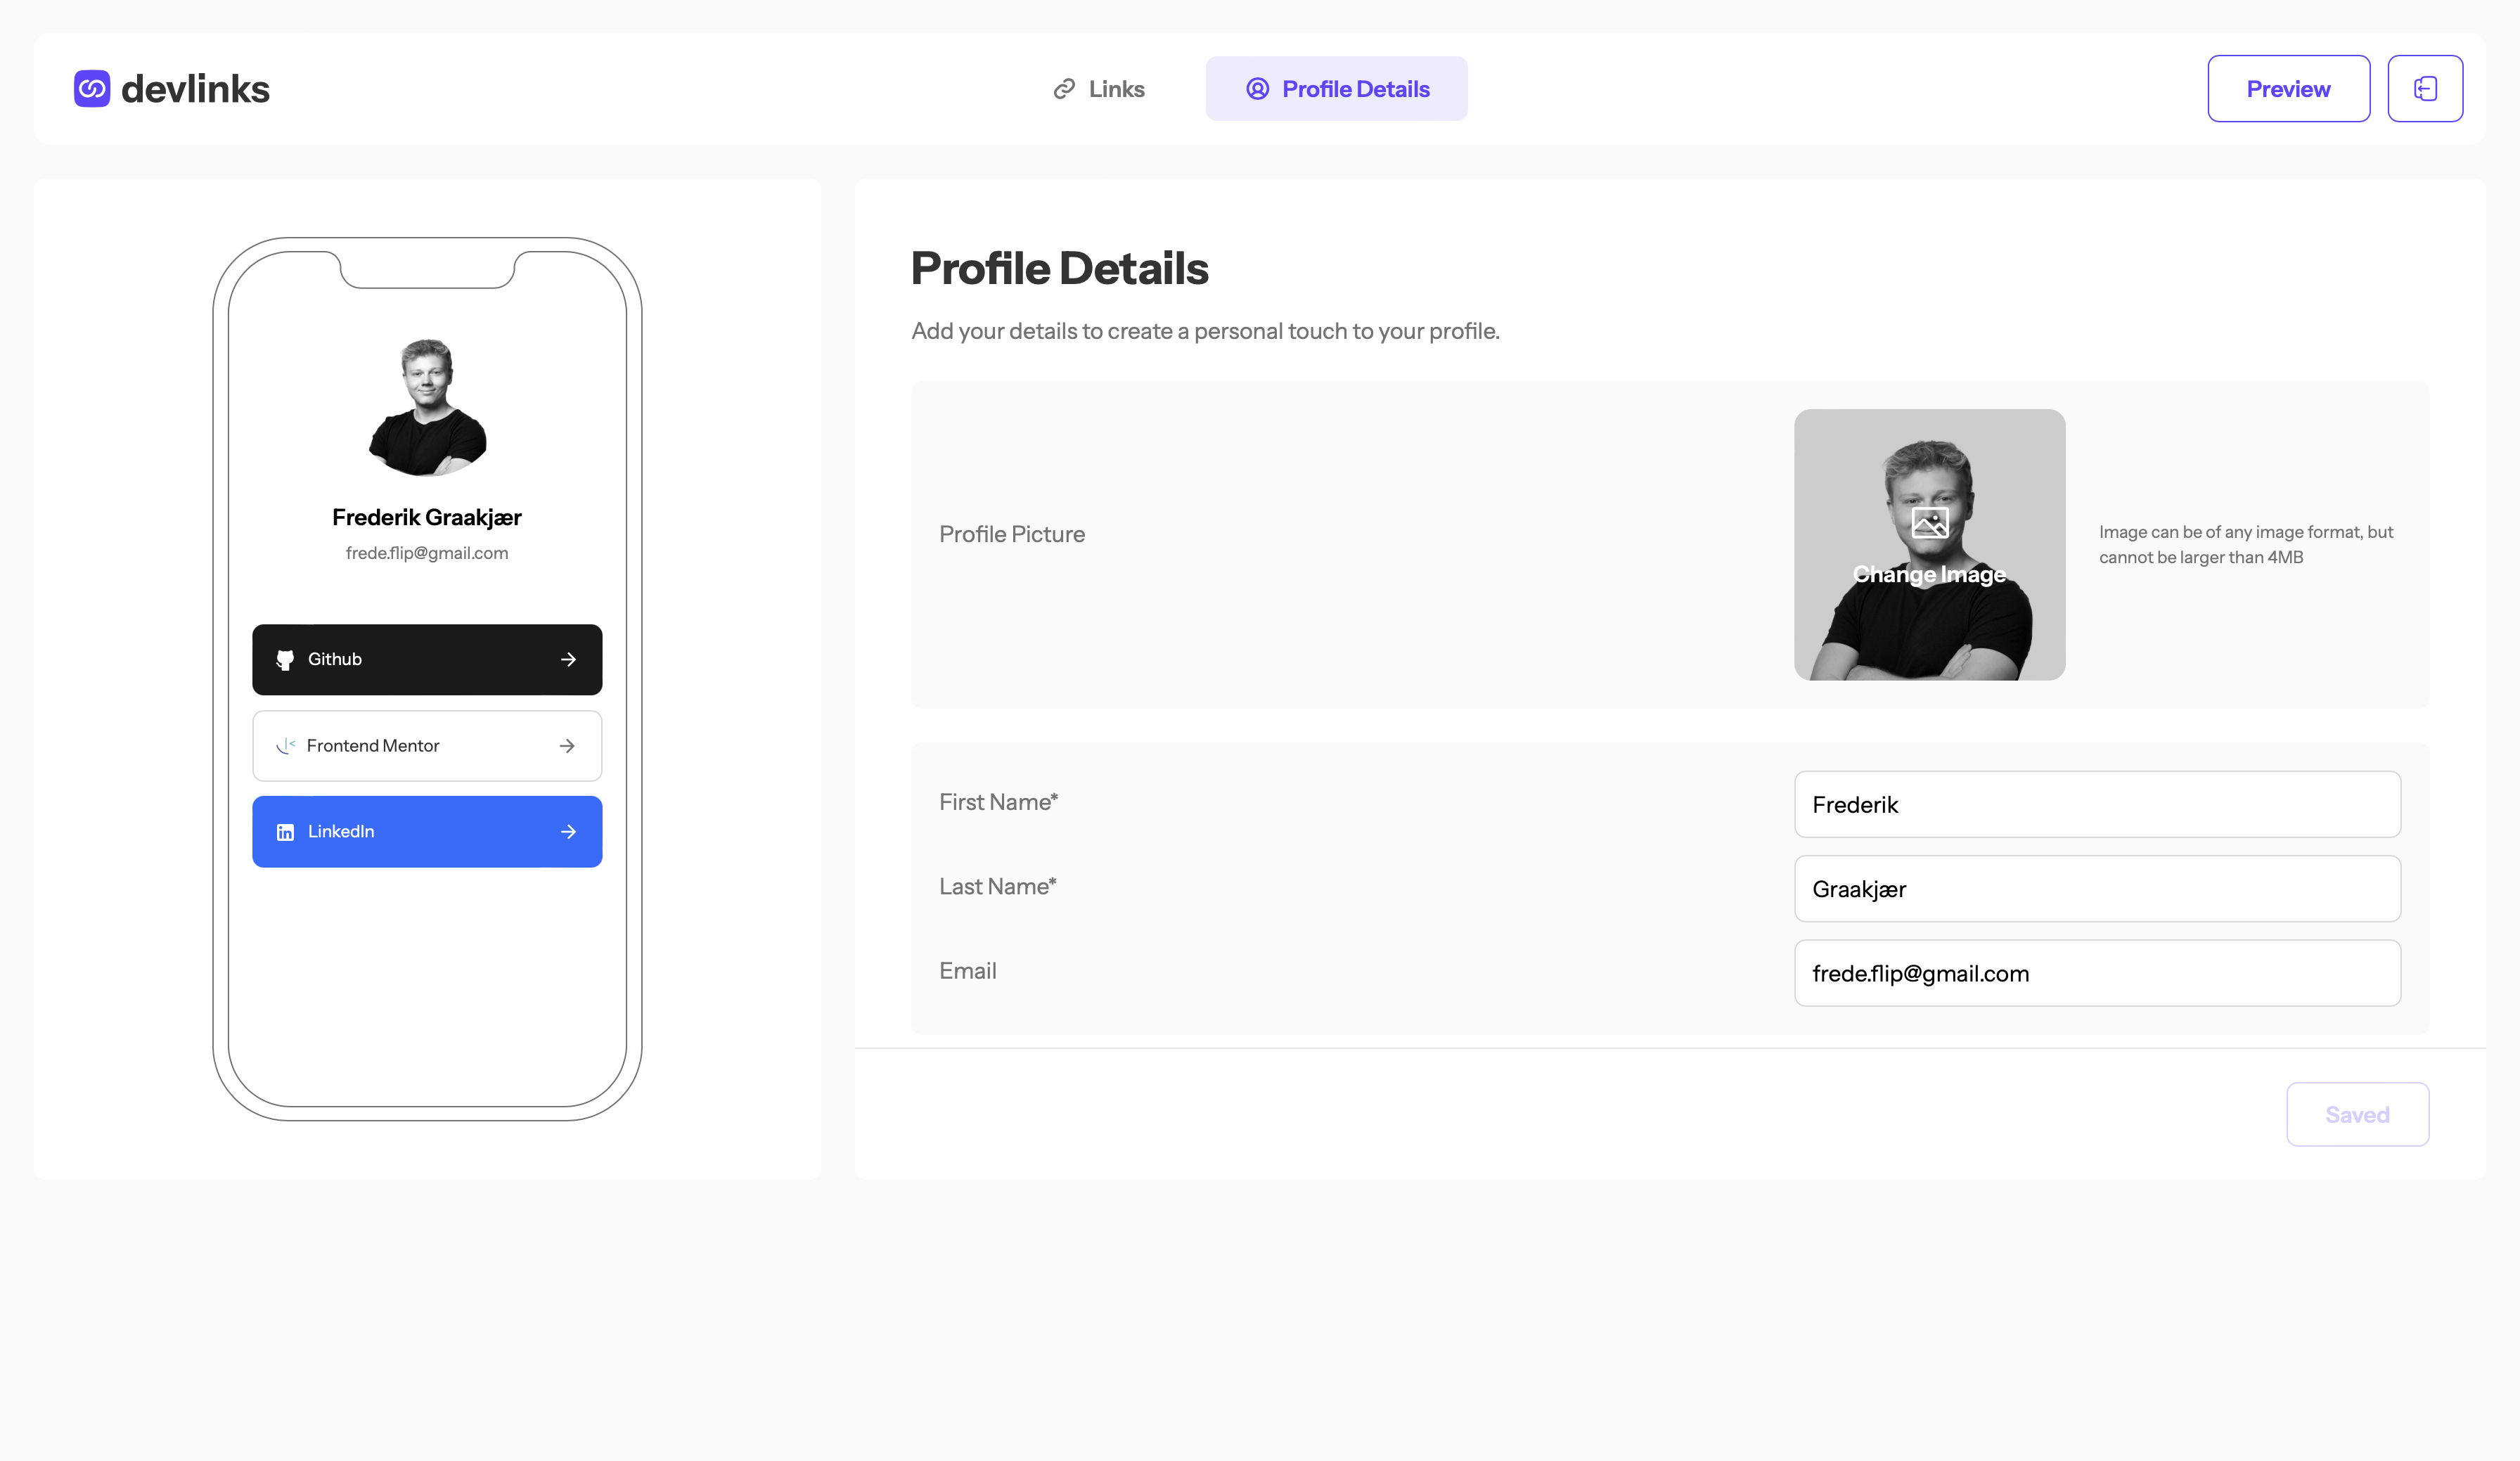 devlinks
Links
Profile Details
Preview
Frederik Graakjær
frede.flip@gmail.com
Github
Frontend Mentor
LinkedIn
Profile Details
Add your details to create a personal touch to your profile.
Profile Picture
Change Image
Image can be of any image format, but
cannot be larger than 4MB
First Name*
Frederik
Last Name*
Graakjær
Email
frede.flip@gmail.com
Saved